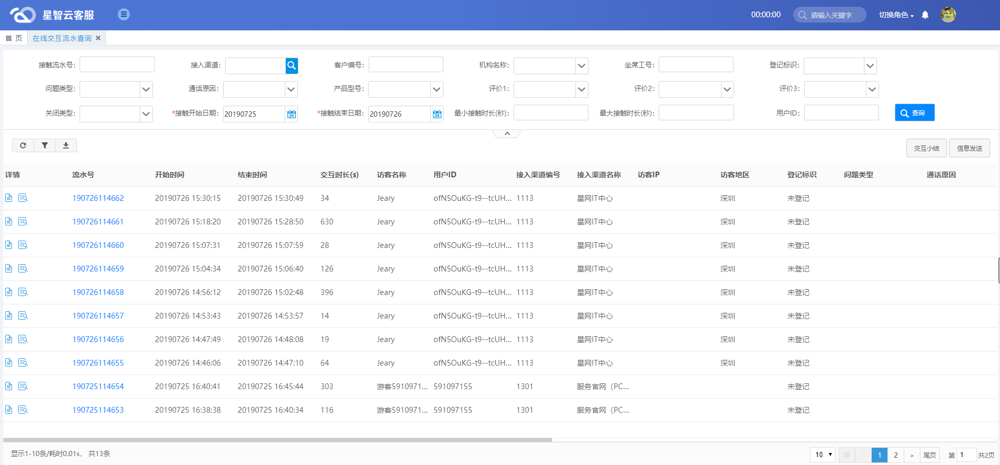 星智云客服 00:00:00 请输入关键字 切换角色
首 页 在线交互流水查询 ×
接触流水号: 接入渠道: 客户编号: 机构名称: 坐席工号: 登记标识:
问题类型: 通话原因: 产品型号: 评价1: 评价2: 评价3:
关闭类型: *接触开始日期: 20190725 24 *接触结束日期: 20190726 24 最小接触时长(秒): 最大接触时长(秒): 用户ID: 查询
交互小结 信息发送
详情 流水号 开始时间 结束时间 交互时长(s) 访客名称 用户ID 接入渠道编号 接入渠道名称 访客IP 访客地区 登记标识 问题类型 通话原因
190726114662 20190726 15:30:15 20190726 15:30:49 34 Jeary ofN5OuKG-t9--tcUH... 1113 星网IT中心 深圳 未登记
190726114661 20190726 15:18:20 20190726 15:28:50 630 Jeary ofN5OuKG-t9--tcUH... 1113 星网IT中心 深圳 未登记
190726114660 20190726 15:07:31 20190726 15:07:59 28 Jeary ofN5OuKG-t9--tcUH... 1113 星网IT中心 深圳 未登记
190726114659 20190726 15:04:34 20190726 15:06:40 126 Jeary ofN5OuKG-t9--tcUH... 1113 星网IT中心 深圳 未登记
190726114658 20190726 14:56:12 20190726 15:02:48 396 Jeary ofN5OuKG-t9--tcUH... 1113 星网IT中心 深圳 未登记
190726114657 20190726 14:53:43 20190726 14:53:57 14 Jeary ofN5OuKG-t9--tcUH... 1113 星网IT中心 深圳 未登记
190726114656 20190726 14:47:49 20190726 14:48:08 19 Jeary ofN5OuKG-t9--tcUH... 1113 星网IT中心 深圳 未登记
190726114655 20190726 14:46:06 20190726 14:47:10 64 Jeary ofN5OuKG-t9--tcUH... 1113 星网IT中心 深圳 未登记
190725114654 20190725 16:40:41 20190725 16:45:44 303 游客5910971... 591097155 1301 服务官网（PC... 未登记
190725114653 20190725 16:38:38 20190725 16:40:34 116 游客5910971... 591097155 1301 服务官网（PC... 未登记
显示1-10条/耗时0.01s， 共13条 10 首 < 1 2 > 尾页 第 1 共2页